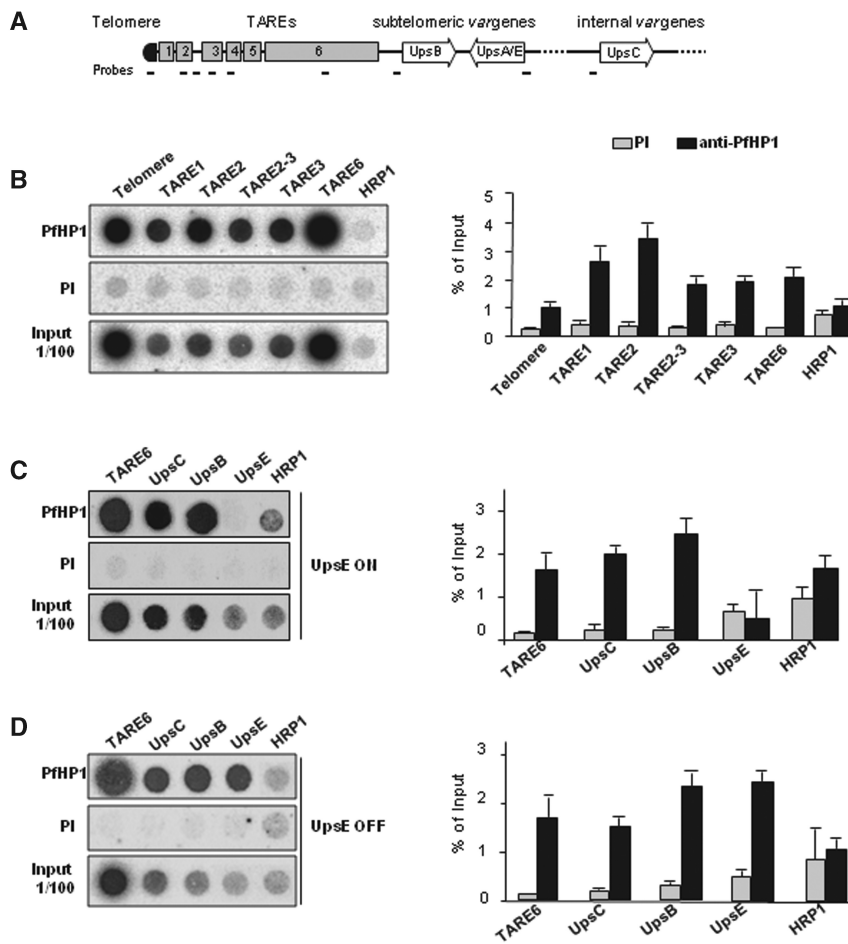 A
Telomere TAREs subtelomeric vargenes internal vargenes
1 2 3 4 5 6 UpsB UpsA/E UpsC
Probes
PI anti-PfHP1
B
Telomere TARE1 TARE2 TARE2-3 TARE3 TARE6 HRP1
PfHP1
PI
Input
1/100
% of Input
5
4
3
2
1
0
Telomere TARE1 TARE2 TARE2-3 TARE3 TARE6 HRP1
C
TARE6 UpsC UpsB UpsE HRP1
PfHP1
PI
Input
1/100
UpsE ON
% of Input
3
2
1
0
TARE6 UpsC UpsB UpsE HRP1
D
TARE6 UpsC UpsB UpsE HRP1
PfHP1
PI
Input
1/100
UpsE OFF
% of Input
3
2
1
0
TARE6 UpsC UpsB UpsE HRP1